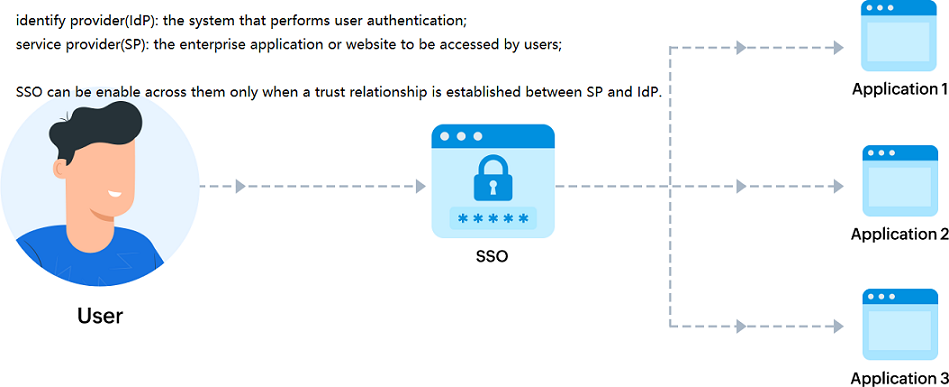 identify provider(IdP): the system that performs user authentication;
service provider(SP): the enterprise application or website to be accessed by users;
SSO can be enable across them only when a trust relationship is established between SP and IdP.
Application 1
*****
SSO
Application 2
User
Application 3